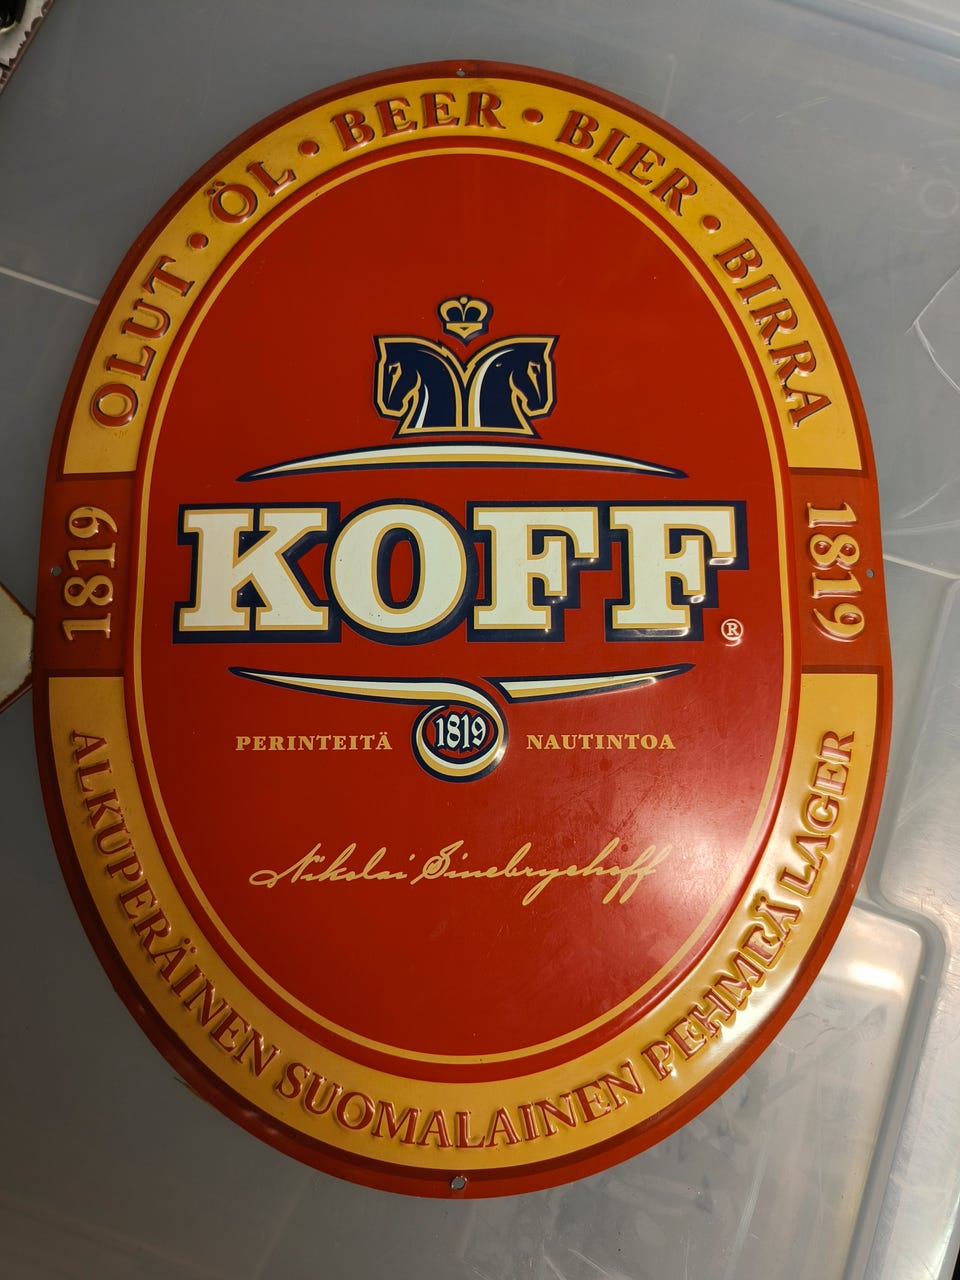 OLUT • ÖL • BEER • BIER • BIRRA
1819
1819
KOFF®
PERINTEITÄ 1819 NAUTINTOA
Nikolai Sinebrychoff
ALKUPERÄINEN SUOMALAINEN PEHMEÄ LAGER